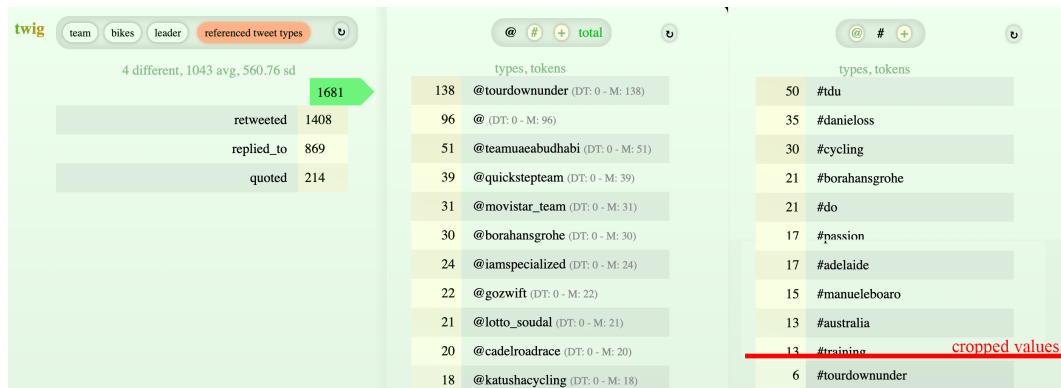 twig team bikes leader referenced tweet types ↻
4 different, 1043 avg, 560.76 sd
1681
retweeted 1408
replied_to 869
quoted 214
@ # + total ↻
types, tokens
138 @tourdownunder (DT: 0 - M: 138)
96 @ (DT: 0 - M: 96)
51 @teamuaeabudhabi (DT: 0 - M: 51)
39 @quickstepteam (DT: 0 - M: 39)
31 @movistar_team (DT: 0 - M: 31)
30 @borahansgrohe (DT: 0 - M: 30)
24 @iamspecialized (DT: 0 - M: 24)
22 @gozwift (DT: 0 - M: 22)
21 @lotto_soudal (DT: 0 - M: 21)
20 @cadelroadrace (DT: 0 - M: 20)
18 @katushacycling (DT: 0 - M: 18)
@ # + ↻
types, tokens
50 #tdu
35 #danieloss
30 #cycling
21 #borahansgrohe
21 #do
17 #passion
17 #adelaide
15 #manueleboaro
13 #australia
13 #training
cropped values
6 #tourdownunder